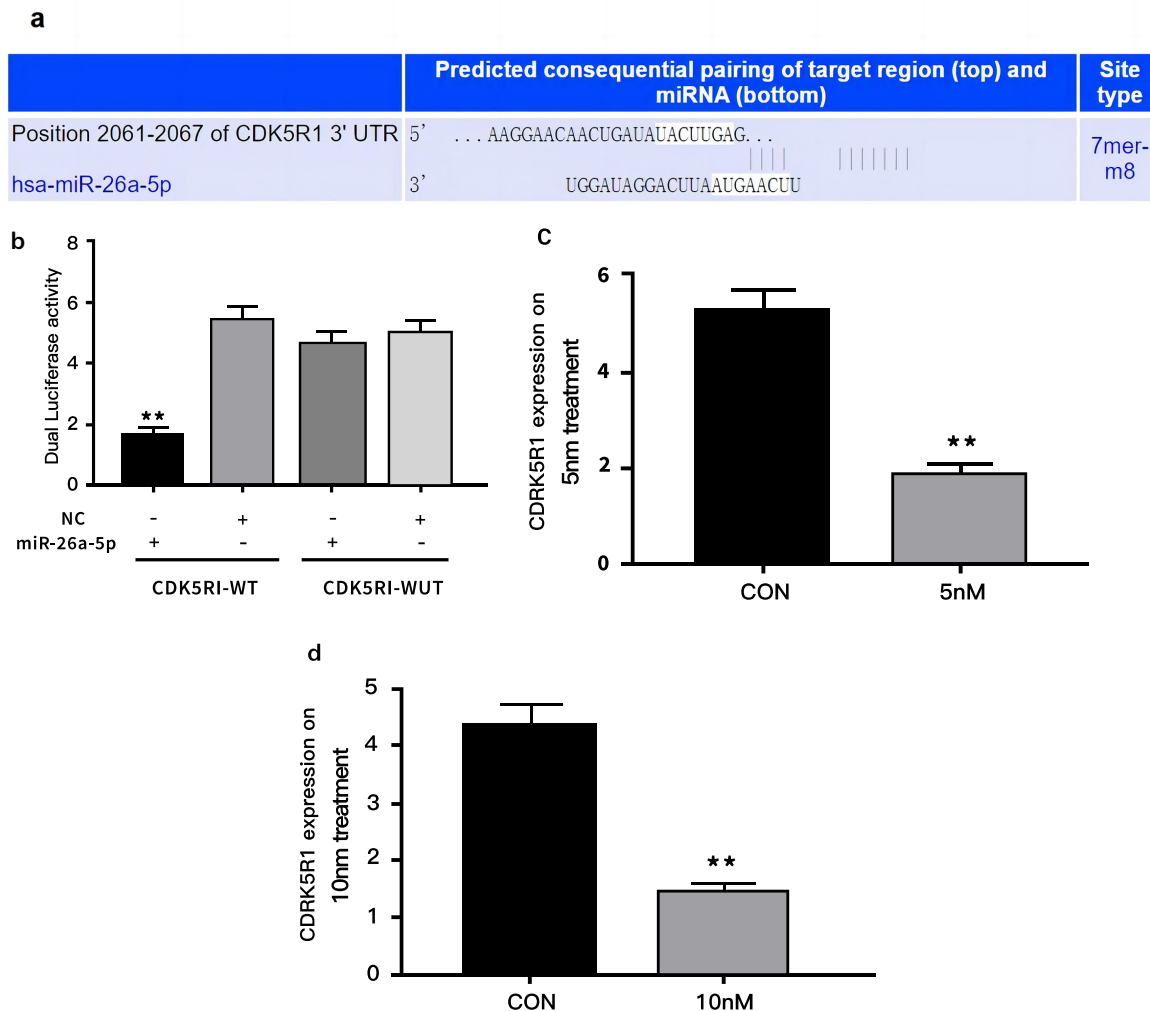 a
Predicted consequential pairing of target region (top) and miRNA (bottom)
Site type
Position 2061-2067 of CDK5R1 3' UTR 5' ...AAGGAACAACUGAUAUACUUGAG...
7mer-m8
hsa-miR-26a-5p 3' UGGAUAGGACUUAAUGAACUU
b
Dual Luciferase activity
8
6
4
2
0
**
NC - + - +
miR-26a-5p + - + -
CDK5RI-WT CDK5RI-WUT
c
CDRK5R1 expression on
5nm treatment
6
4
2
0
**
CON 5nM
d
CDRK5R1 expression on
10nm treatment
5
4
3
2
1
0
**
CON 10nM